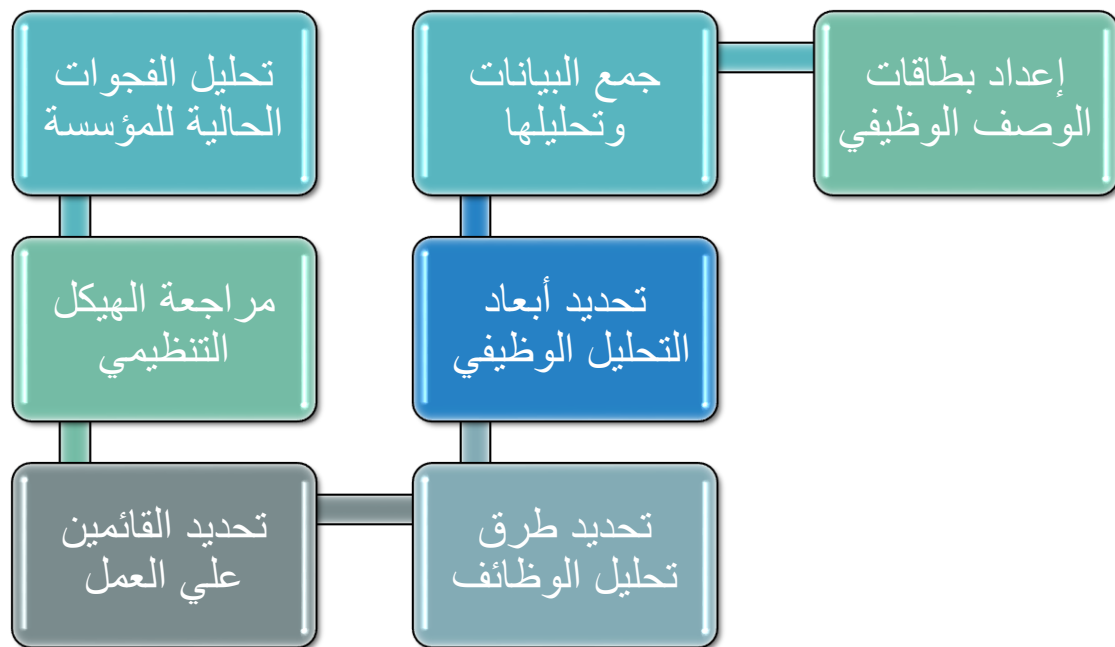 تحليل الفجوات
الحالية للمؤسسة
مراجعة الهيكل
التنظيمي
تحديد القائمين
علي العمل
تحديد طرق
تحليل الوظائف
تحديد أبعاد
التحليل الوظيفي
جمع البيانات
وتحليلها
إعداد بطاقات
الوصف الوظيفي